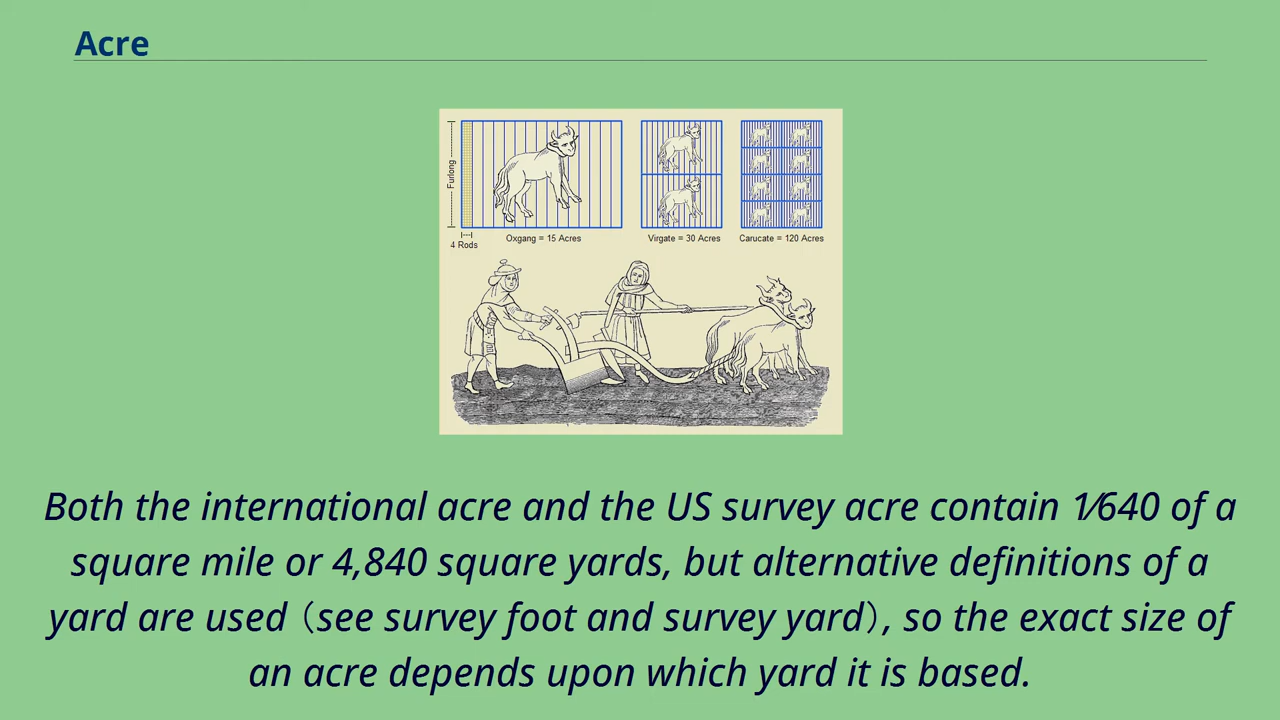 Acre
Furlong
4 Rods
Oxgang = 15 Acres
Virgate = 30 Acres
Carucate = 120 Acres
Both the international acre and the US survey acre contain 1⁄640 of a
square mile or 4,840 square yards, but alternative definitions of a
yard are used (see survey foot and survey yard), so the exact size of
an acre depends upon which yard it is based.